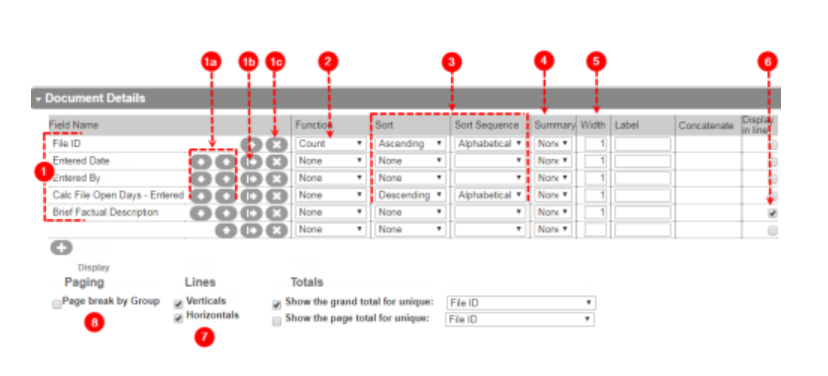 1a 1b 1c 2 3 4 5 6
Document Details
Field Name Function Sort Sort Sequence Summary Width Label Concatenate Display in line
File ID Count Ascending Alphabetical None 1
Entered Date None None None 1
1 Entered By None None None 1
Calc File Open Days - Entered None Descending Alphabetical None 1
Brief Factual Description None None None 1
None None None
Display
Paging Lines Totals
Page break by Group Verticals Show the grand total for unique: File ID
Horizontals Show the page total for unique: File ID
8 7